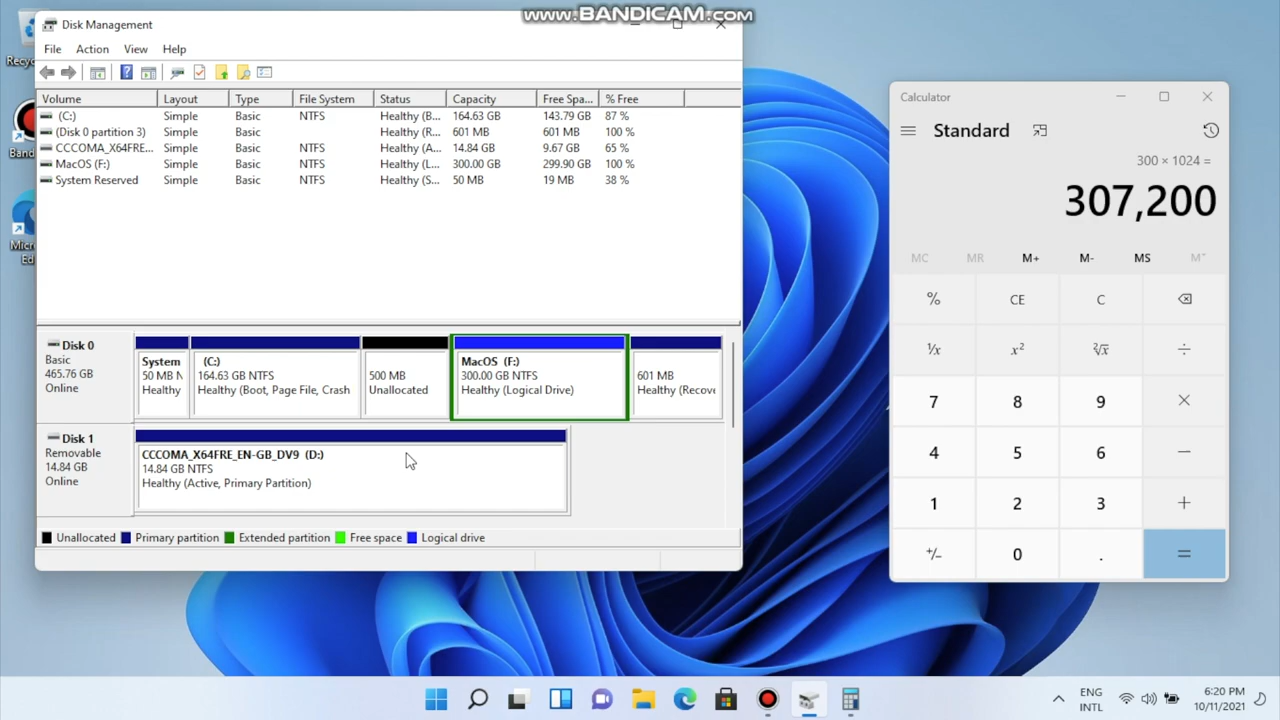 www.BANDICAM.com
Disk Management
File Action View Help
Volume Layout Type File System Status Capacity Free Spa... % Free
(C:) Simple Basic NTFS Healthy (B... 164.63 GB 143.79 GB 87 %
(Disk 0 partition 3) Simple Basic Healthy (R... 601 MB 601 MB 100 %
CCCOMA_X64FRE... Simple Basic NTFS Healthy (A... 14.84 GB 9.67 GB 65 %
MacOS (F:) Simple Basic NTFS Healthy (L... 300.00 GB 299.90 GB 100 %
System Reserved Simple Basic NTFS Healthy (S... 50 MB 19 MB 38 %
Disk 0
Basic
465.76 GB
Online
System
50 MB N
Healthy
(C:)
164.63 GB NTFS
Healthy (Boot, Page File, Crash
500 MB
Unallocated
MacOS (F:)
300.00 GB NTFS
Healthy (Logical Drive)
601 MB
Healthy (Recov
Disk 1
Removable
14.84 GB
Online
CCCOMA_X64FRE_EN-GB_DV9 (D:)
14.84 GB NTFS
Healthy (Active, Primary Partition)
Unallocated Primary partition Extended partition Free space Logical drive
Calculator
Standard
300 × 1024 =
307,200
MC MR M+ M- MS M˅
% CE C
¹/x x² ²√x ÷
7 8 9 ×
4 5 6 −
1 2 3 +
+/− 0 . =
Recyc
Band
Micr
Ed
ENG
INTL
6:20 PM
10/11/2021